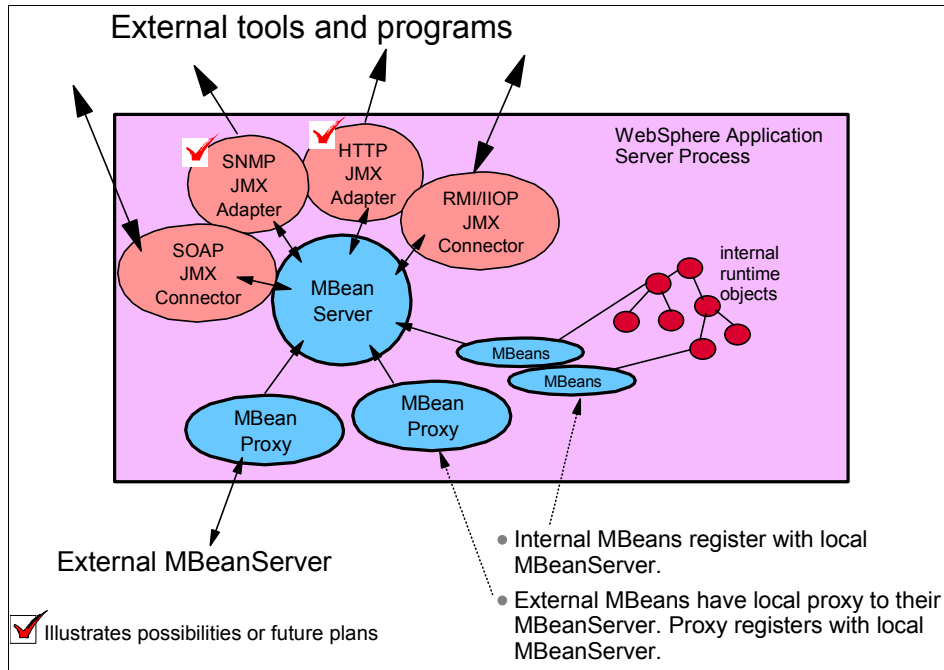 External tools and programs
WebSphere Application
Server Process
SNMP
JMX
Adapter
HTTP
JMX
Adapter
RMI/IIOP
JMX
Connector
SOAP
JMX
Connector
MBean
Server
internal
runtime
objects
MBeans
MBeans
MBean
Proxy
MBean
Proxy
External MBeanServer
Internal MBeans register with local
MBeanServer.
External MBeans have local proxy to their
MBeanServer. Proxy registers with local
MBeanServer.
Illustrates possibilities or future plans